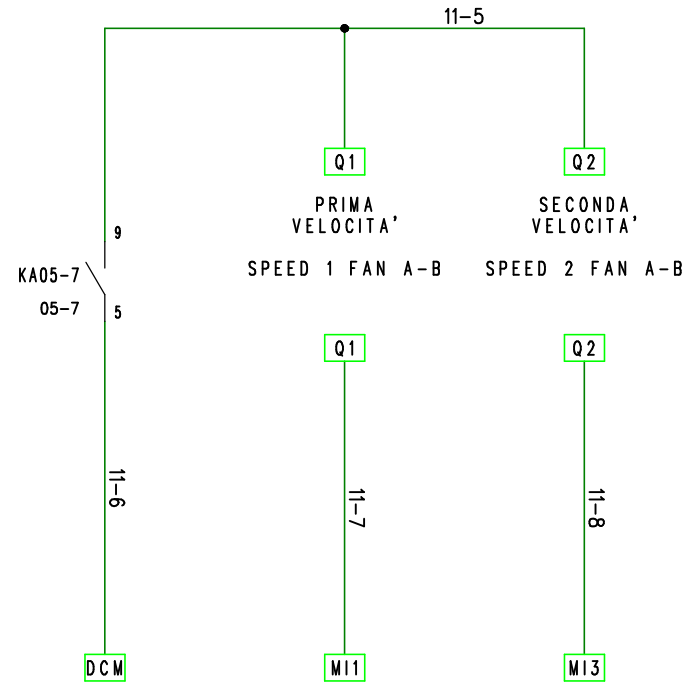 11-5
Q1
Q2
PRIMA
VELOCITA'
SECONDA
VELOCITA'
9
SPEED 1 FAN A-B
SPEED 2 FAN A-B
KA05-7
05-7
5
Q1
Q2
11-6
11-7
11-8
DCM
MI1
MI3